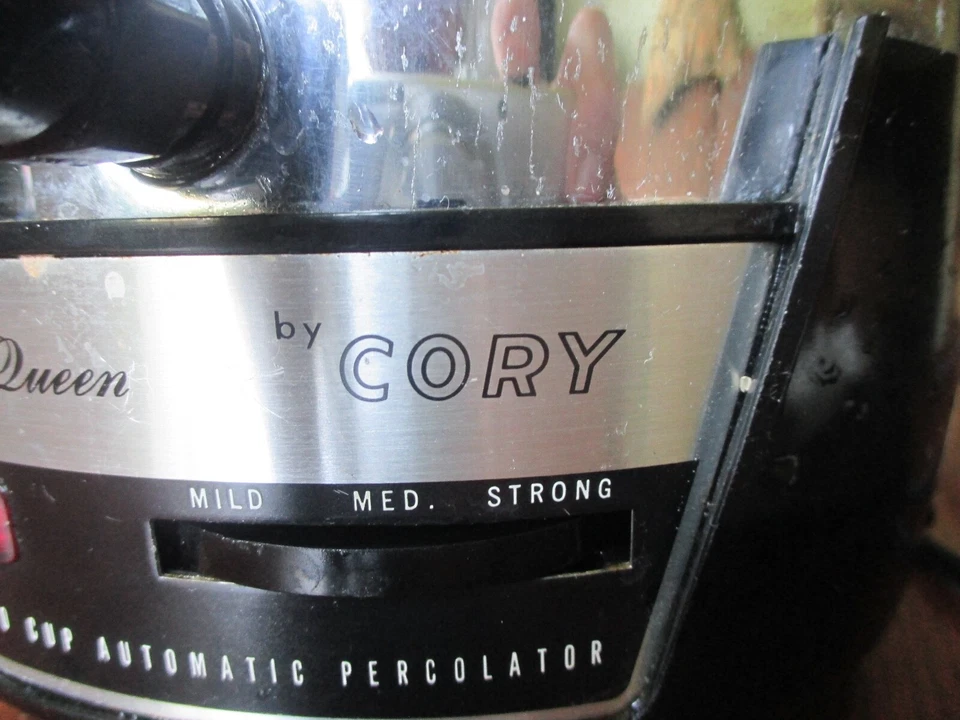 Queen
by CORY
MILD MED. STRONG
CUP AUTOMATIC PERCOLATOR